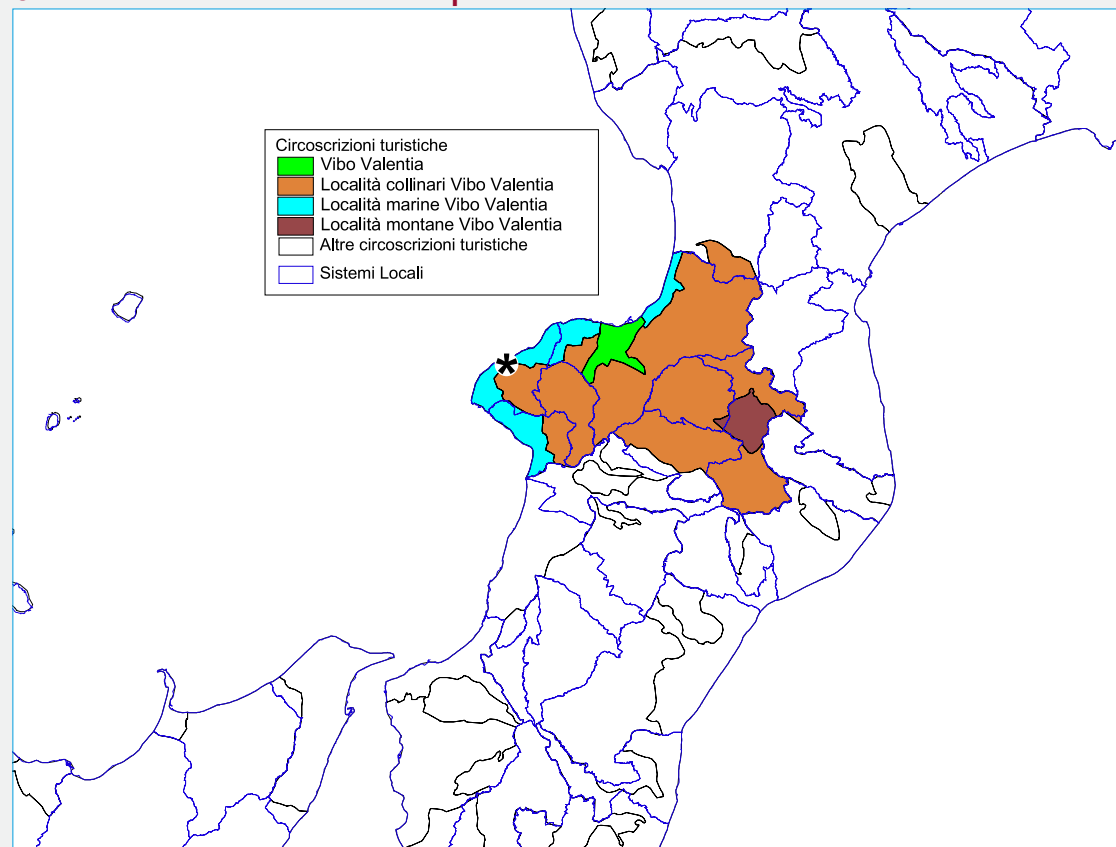 Circoscrizioni turistiche
Vibo Valentia
Località collinari Vibo Valentia
Località marine Vibo Valentia
Località montane Vibo Valentia
Altre circoscrizioni turistiche
Sistemi Locali
*